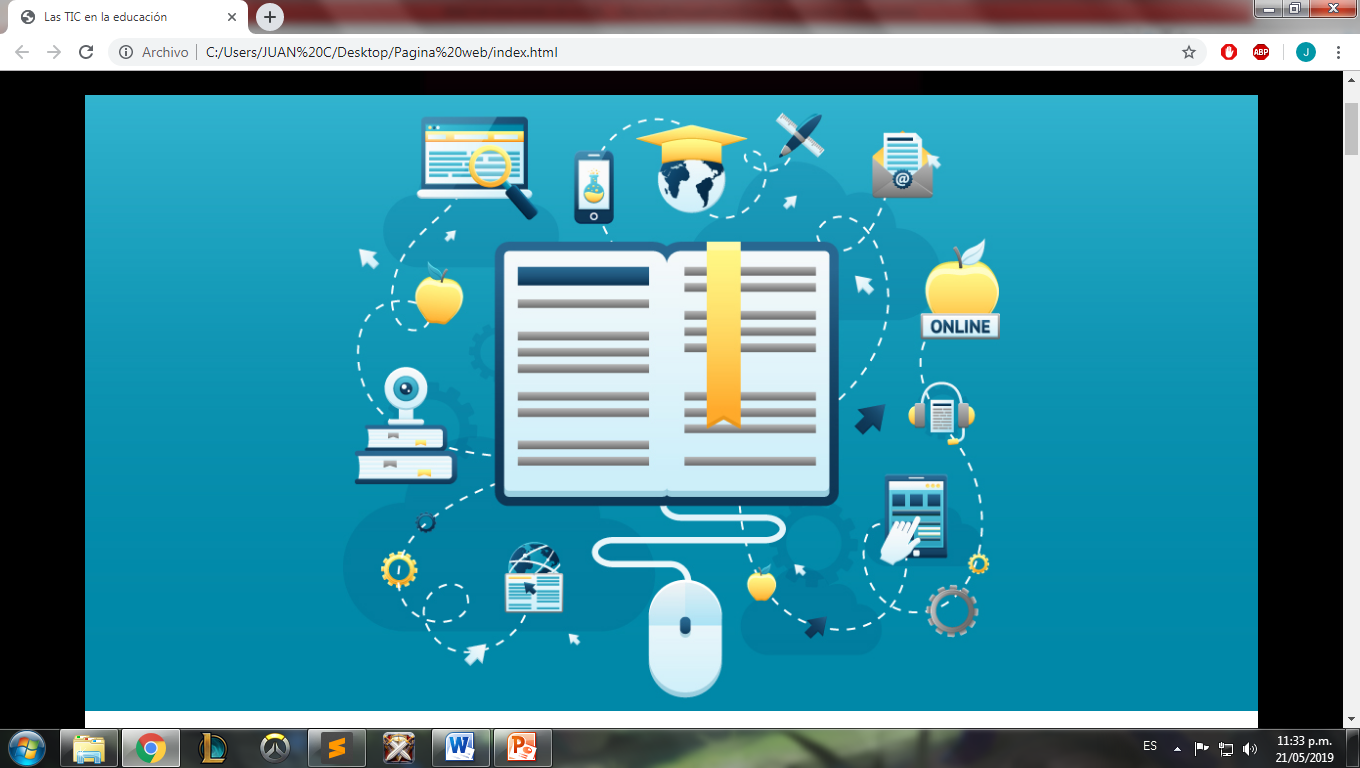 Las TIC en la educación
Archivo
C:/Users/JUAN%20C/Desktop/Pagina%20web/index.html
ABP
J
@
ONLINE
ES
11:33 p.m.
21/05/2019